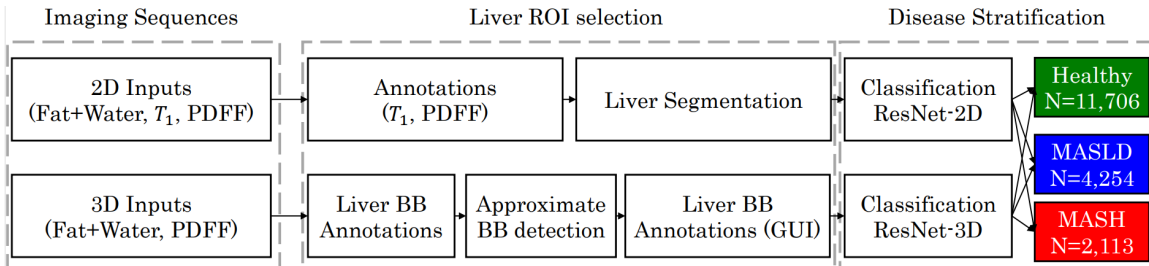 Imaging Sequences
Liver ROI selection
Disease Stratification
2D Inputs
(Fat+Water, T₁, PDFF)
Annotations
(T₁, PDFF)
Liver Segmentation
Classification
ResNet-2D
Healthy
N=11,706
MASLD
N=4,254
3D Inputs
(Fat+Water, PDFF)
Liver BB
Annotations
Approximate
BB detection
Liver BB
Annotations (GUI)
Classification
ResNet-3D
MASH
N=2,113